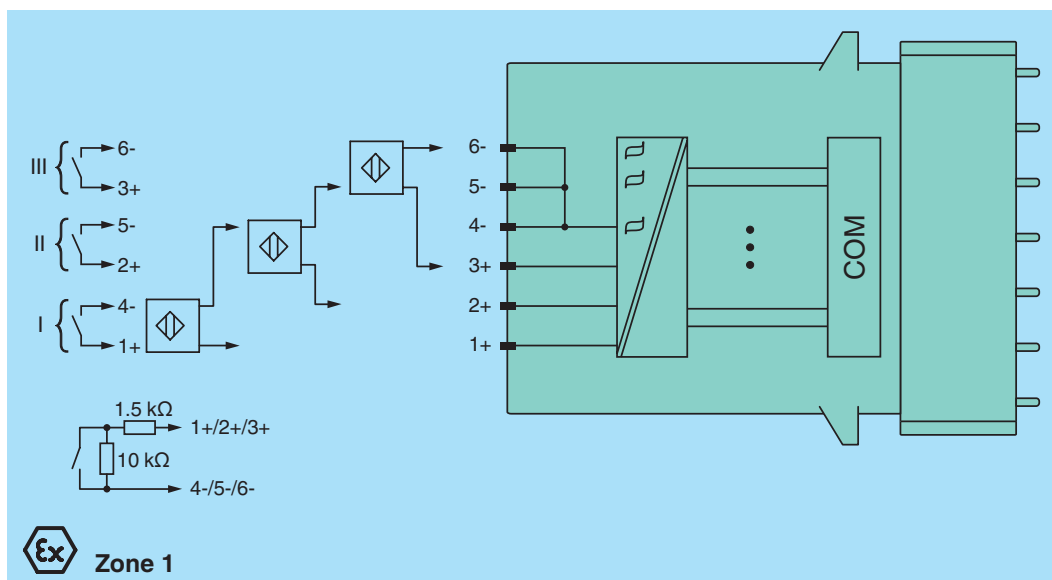 III
6-
3+
II
5-
2+
I
4-
1+
6-
5-
4-
3+
2+
1+
COM
1.5 kΩ
1+/2+/3+
10 kΩ
4-/5-/6-
Ex
Zone 1